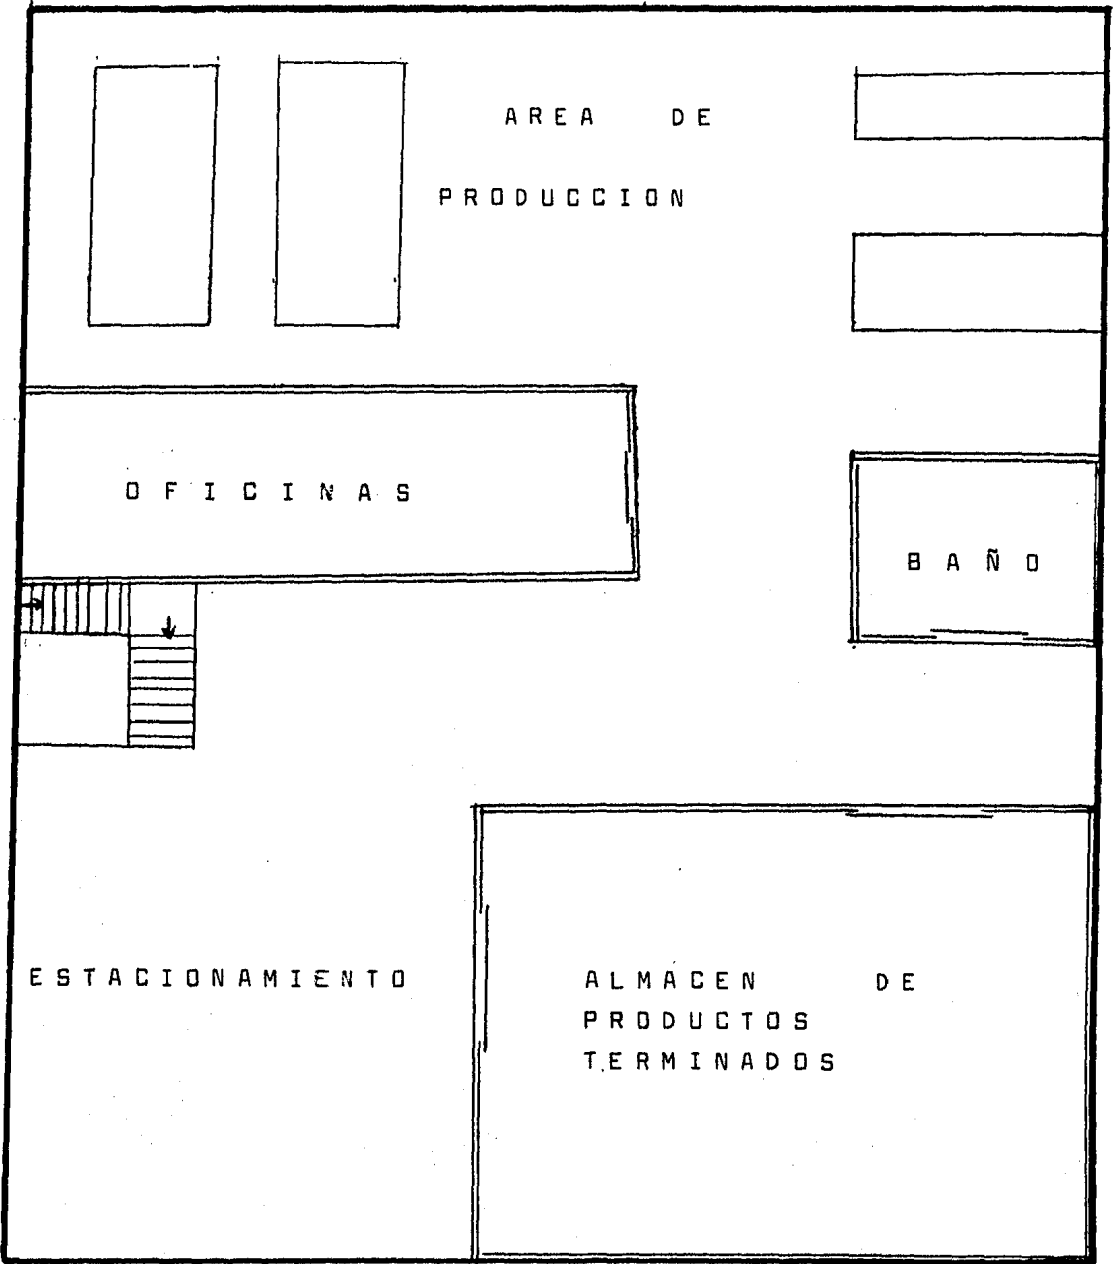 AREA DE
PRODUCCION
OFICINAS
BAÑO
ESTACIONAMIENTO
ALMACEN DE
PRODUCTOS
TERMINADOS